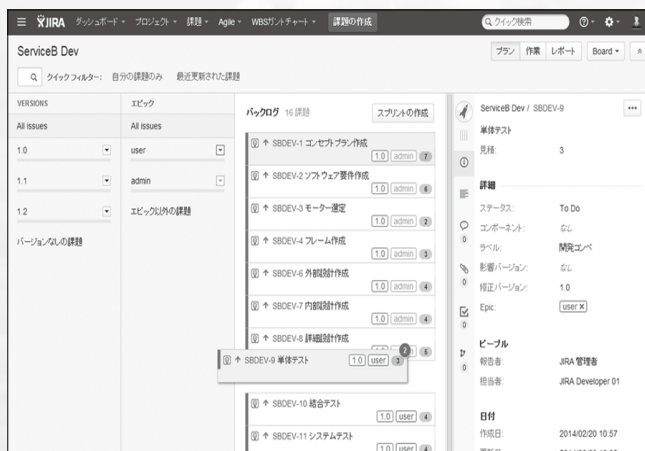 JIRA ダッシュボード プロジェクト 課題 Agile WBSガントチャート 課題の作成 クイック検索
ServiceB Dev プラン 作業 レポート Board
クイックフィルター: 自分の課題のみ 最近更新された課題
VERSIONS
All issues
1.0
1.1
1.2
バージョンなしの課題
エピック
All issues
user
admin
エピック以外の課題
バックログ 16 課題 スプリントの作成
SBDEV-1 コンセプトプラン作成
1.0 admin 7
SBDEV-2 ソフトウェア要件作成
1.0 admin 6
SBDEV-3 モーター選定
1.0 admin 2
SBDEV-4 フレーム作成
1.0 admin 3
SBDEV-6 外部設計作成
1.0 admin 4
SBDEV-7 内部設計作成
1.0 admin 4
SBDEV-8 詳細設計作成
5
2
SBDEV-9 単体テスト 1.0 user 3
SBDEV-10 結合テスト
1.0 user 4
SBDEV-11 システムテスト
1.0 user 4
0
0
0
0
ServiceB Dev / SBDEV-9
単体テスト
見積: 3
詳細
ステータス: To Do
コンポーネント: なし
ラベル: 開発コンペ
影響バージョン: なし
修正バージョン: 1.0
Epic: user ×
ピープル
報告者: JIRA 管理者
担当者: JIRA Developer 01
日付
作成日: 2014/02/20 10:57